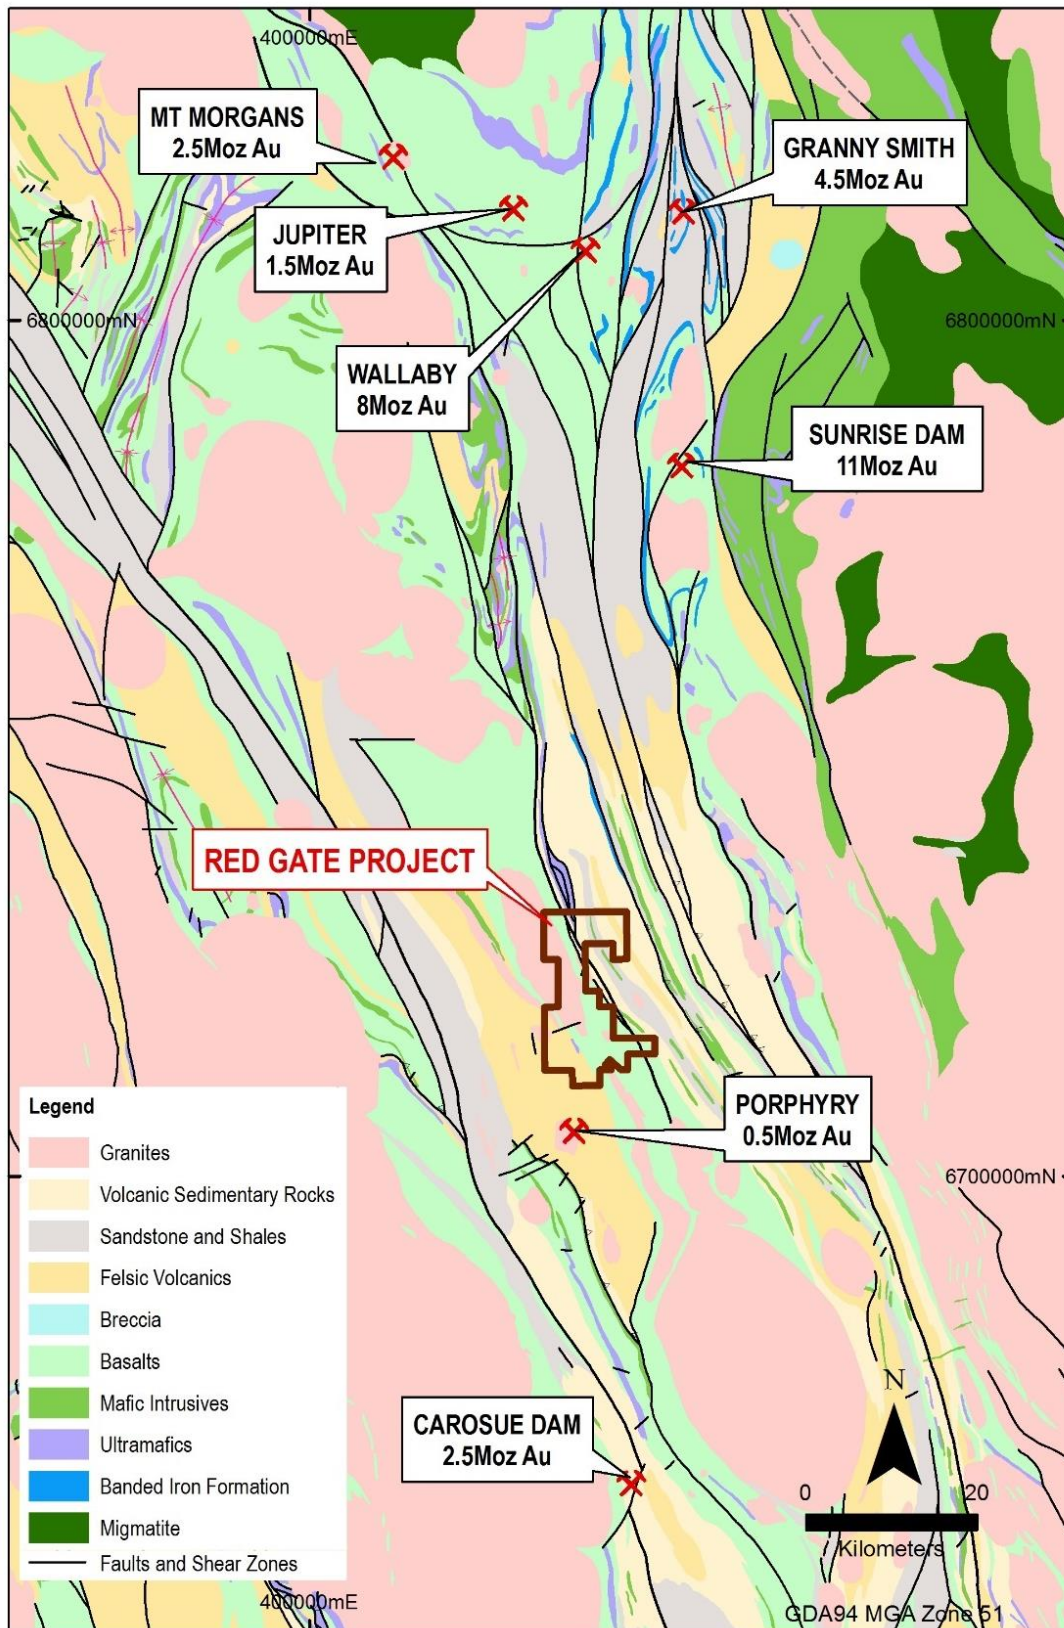 400000mE
MT MORGANS
2.5Moz Au
GRANNY SMITH
4.5Moz Au
JUPITER
1.5Moz Au
6800000mN
6800000mN
WALLABY
8Moz Au
SUNRISE DAM
11Moz Au
RED GATE PROJECT
PORPHYRY
0.5Moz Au
6700000mN
Legend
Granites
Volcanic Sedimentary Rocks
Sandstone and Shales
Felsic Volcanics
Breccia
Basalts
Mafic Intrusives
Ultramafics
Banded Iron Formation
Migmatite
Faults and Shear Zones
CAROSUE DAM
2.5Moz Au
N
0 20
Kilometers
400000mE
GDA94 MGA Zone 51